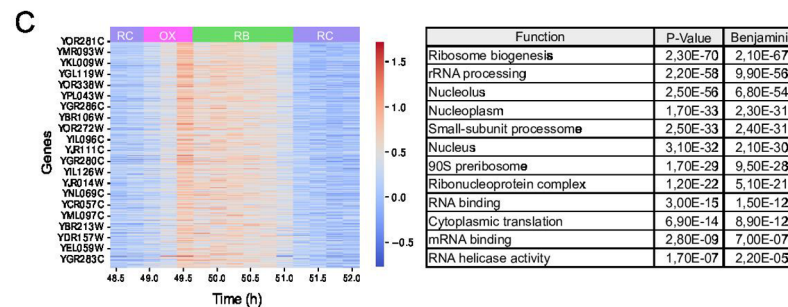 C
RC OX RB RC
YOR281C
YMR093W
YKL009W
YGL119W
YOR338W
YPL043W
YGR286C
YBR106W
YOR272W
YIL096C
YJR111C
YGR280C
YIL126W
YJR014W
YNL069C
YCR057C
YML097C
YBR213W
YDR157W
YEL059W
YGR283C
Genes
48.5 49.0 49.5 50.0 50.5 51.0 51.5 52.0
Time (h)
1.5
1.0
0.5
0.0
−0.5
Function P-Value Benjamini
Ribosome biogenesis 2,30E-70 2,10E-67
rRNA processing 2,20E-58 9,90E-56
Nucleolus 2,50E-56 6,80E-54
Nucleoplasm 1,70E-33 2,30E-31
Small-subunit processome 2,50E-33 2,40E-31
Nucleus 3,10E-32 2,10E-30
90S preribosome 1,70E-29 9,50E-28
Ribonucleoprotein complex 1,20E-22 5,10E-21
RNA binding 3,00E-15 1,50E-12
Cytoplasmic translation 6,90E-14 8,90E-12
mRNA binding 2,80E-09 7,00E-07
RNA helicase activity 1,70E-07 2,20E-05